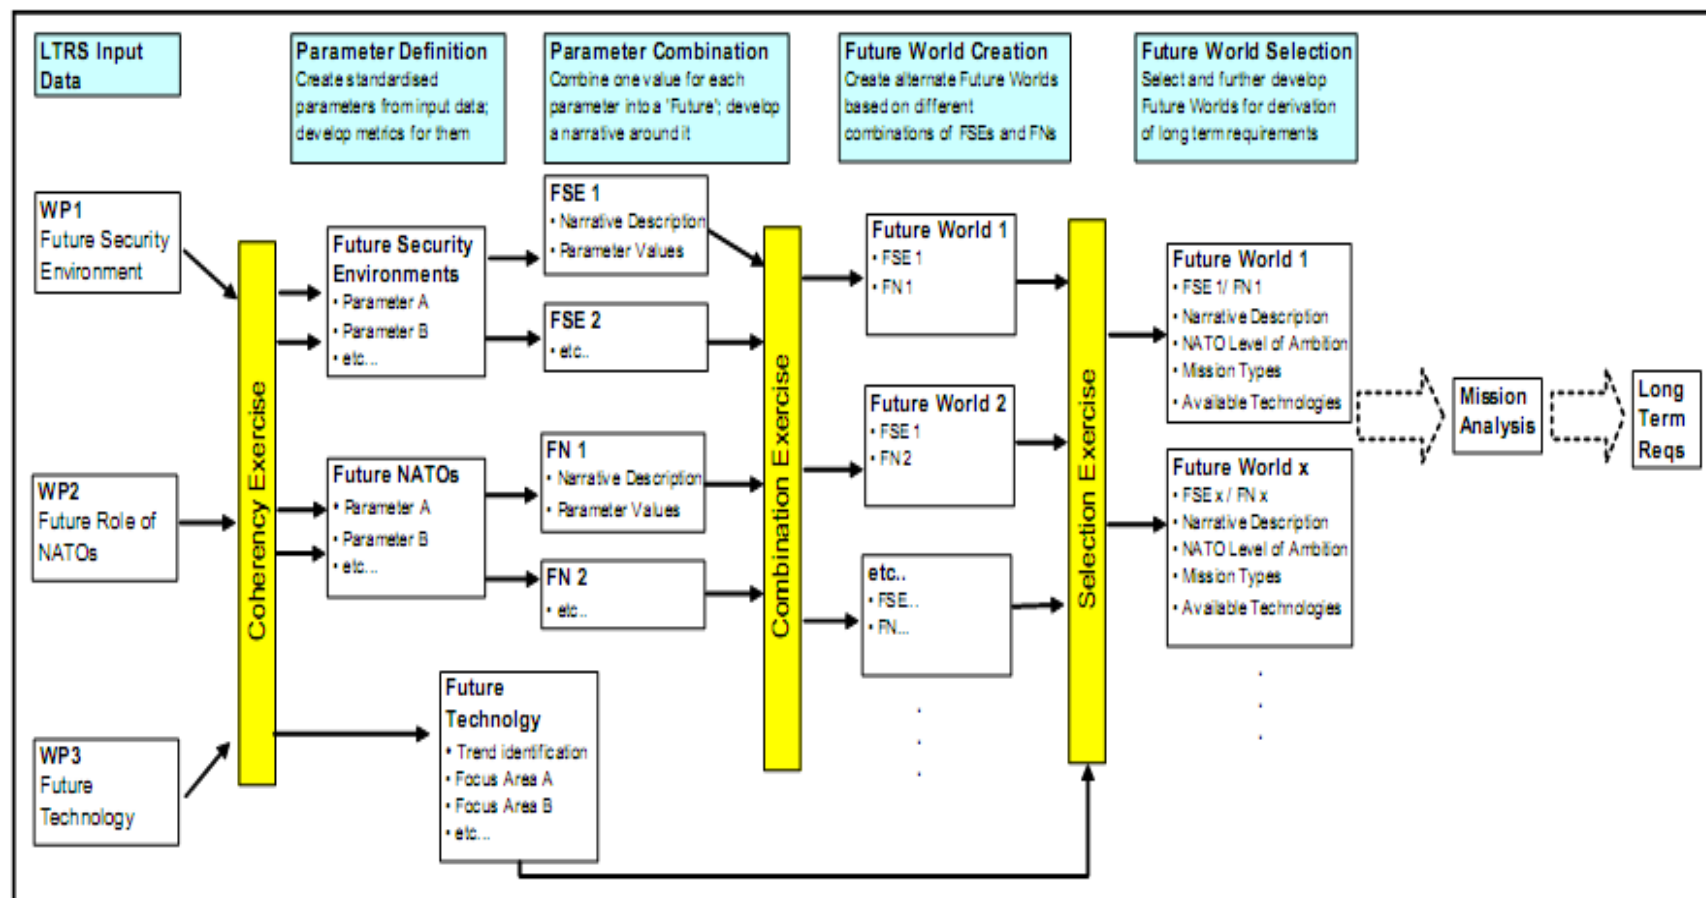 LTRS Input
Data
Parameter Definition
Create standardised
parameters from input data;
develop metrics for them
Parameter Combination
Combine one value for each
parameter into a 'Future'; develop
a narrative around it
Future World Creation
Create alternate Future Worlds
based on different
combinations of FSEs and FNs
Future World Selection
Select and further develop
Future Worlds for derivation
of long term requirements
WP1
Future Security
Environment
WP2
Future Role of
NATOs
WP3
Future
Technology
Coherency Exercise
Future Security
Environments
• Parameter A
• Parameter B
• etc...
Future NATOs
• Parameter A
• Parameter B
• etc...
Future
Technolgy
• Trend identification
• Focus Area A
• Focus Area B
• etc...
FSE 1
• Narrative Description
• Parameter Values
FSE 2
• etc..
FN 1
• Narrative Description
• Parameter Values
FN 2
• etc..
Combination Exercise
Future World 1
• FSE 1
• FN 1
Future World 2
• FSE 1
• FN 2
etc..
• FSE..
• FN...
Selection Exercise
Future World 1
• FSE 1/ FN 1
• Narrative Description
• NATO Level of Ambition
• Mission Types
• Available Technologies
Future World x
• FSE x / FN x
• Narrative Description
• NATO Level of Ambition
• Mission Types
• Available Technologies
Mission
Analysis
Long
Term
Reqs